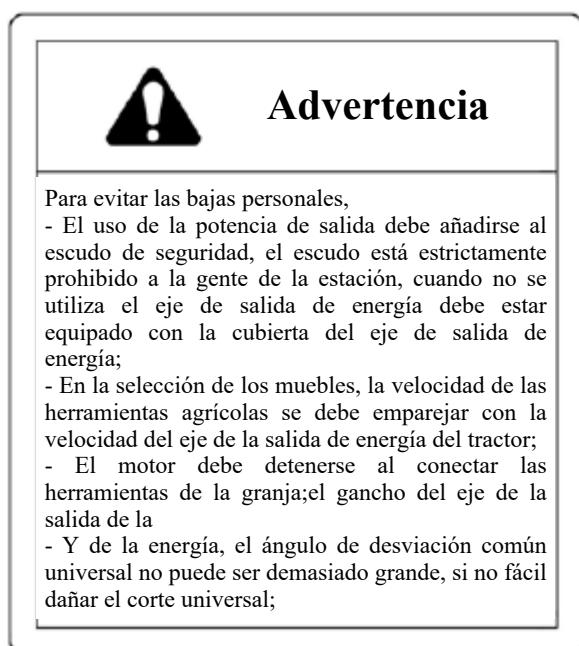 Advertencia
Para evitar las bajas personales,
- El uso de la potencia de salida debe añadirse al
escudo de seguridad, el escudo está estrictamente
prohibido a la gente de la estación, cuando no se
utiliza el eje de salida de energía debe estar
equipado con la cubierta del eje de salida de
energía;
- En la selección de los muebles, la velocidad de las
herramientas agrícolas se debe emparejar con la
velocidad del eje de la salida de energía del tractor;
- El motor debe detenerse al conectar las
herramientas de la granja;el gancho del eje de la
salida de la
- Y de la energía, el ángulo de desviación común
universal no puede ser demasiado grande, si no fácil
dañar el corte universal;